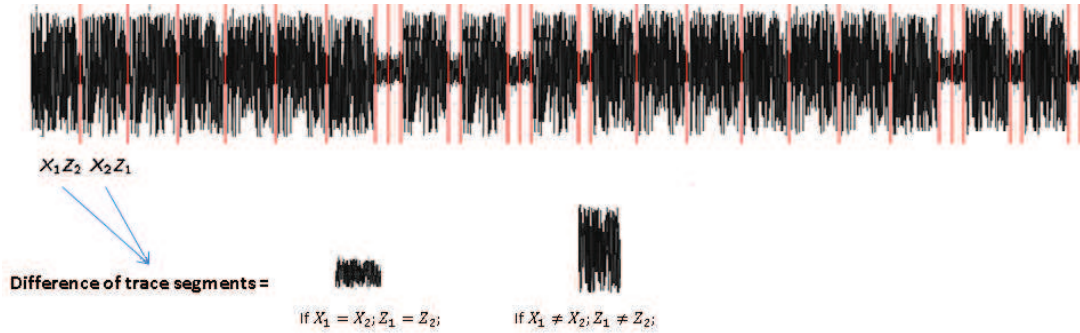 X₁Z₂ X₂Z₁
Difference of trace segments =
If X₁ = X₂; Z₁ = Z₂;
If X₁ ≠ X₂; Z₁ ≠ Z₂;